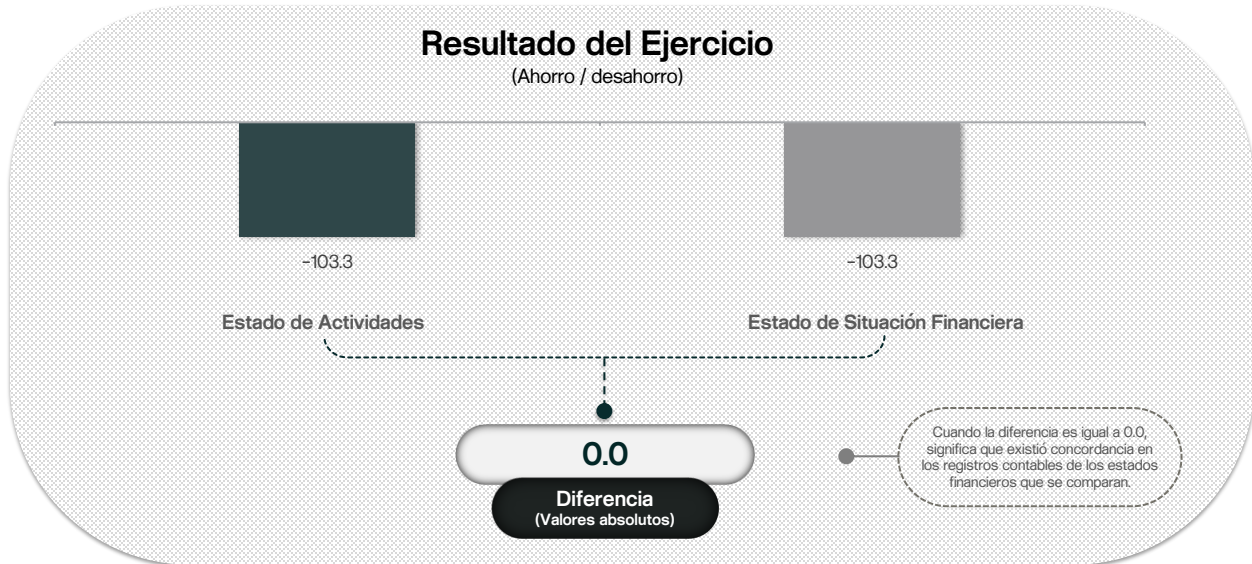 Resultado del Ejercicio
(Ahorro / desahorro)
-103.3
-103.3
Estado de Actividades
Estado de Situación Financiera
0.0
Diferencia
(Valores absolutos)
Cuando la diferencia es igual a 0.0,
significa que existió concordancia en
los registros contables de los estados
financieros que se comparan.